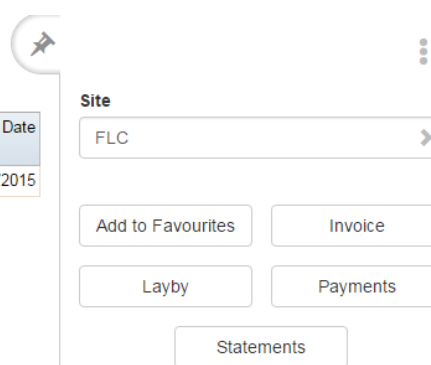 Site
Date
FLC
/2015
Add to Favourites
Invoice
Layby
Payments
Statements